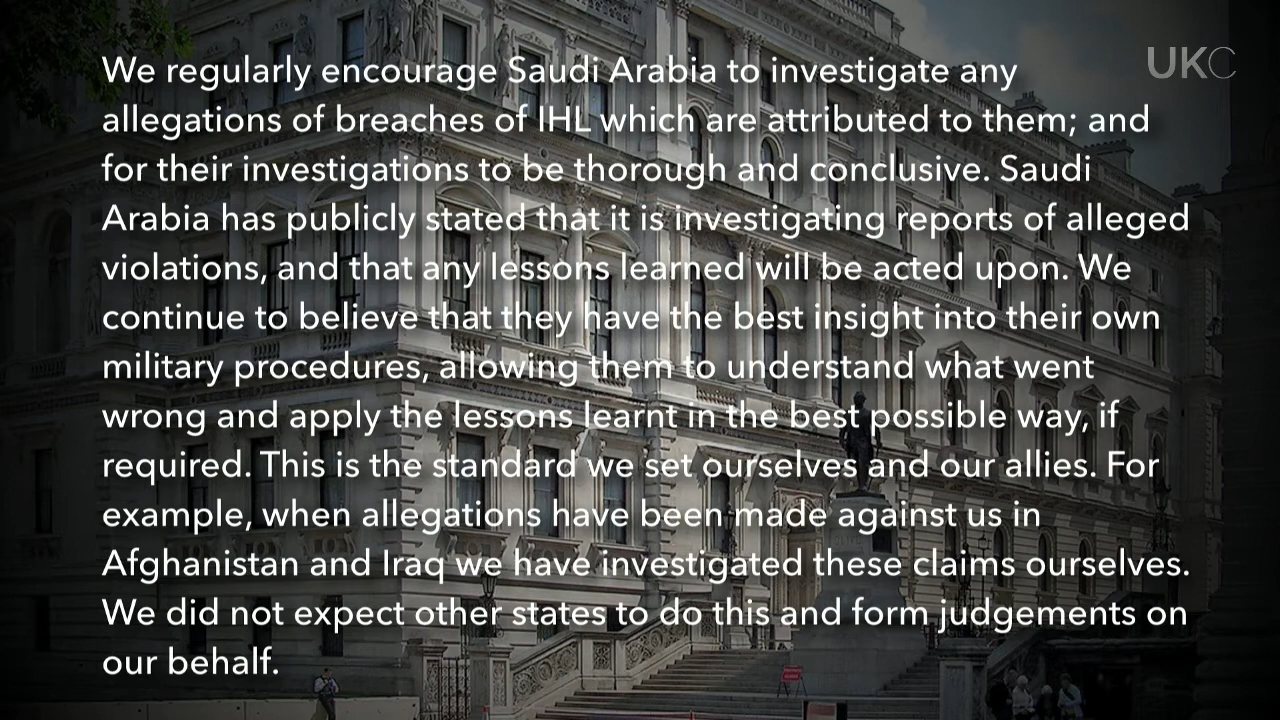 UKC
We regularly encourage Saudi Arabia to investigate any
allegations of breaches of IHL which are attributed to them; and
for their investigations to be thorough and conclusive. Saudi
Arabia has publicly stated that it is investigating reports of alleged
violations, and that any lessons learned will be acted upon. We
continue to believe that they have the best insight into their own
military procedures, allowing them to understand what went
wrong and apply the lessons learnt in the best possible way, if
required. This is the standard we set ourselves and our allies. For
example, when allegations have been made against us in
Afghanistan and Iraq we have investigated these claims ourselves.
We did not expect other states to do this and form judgements on
our behalf.